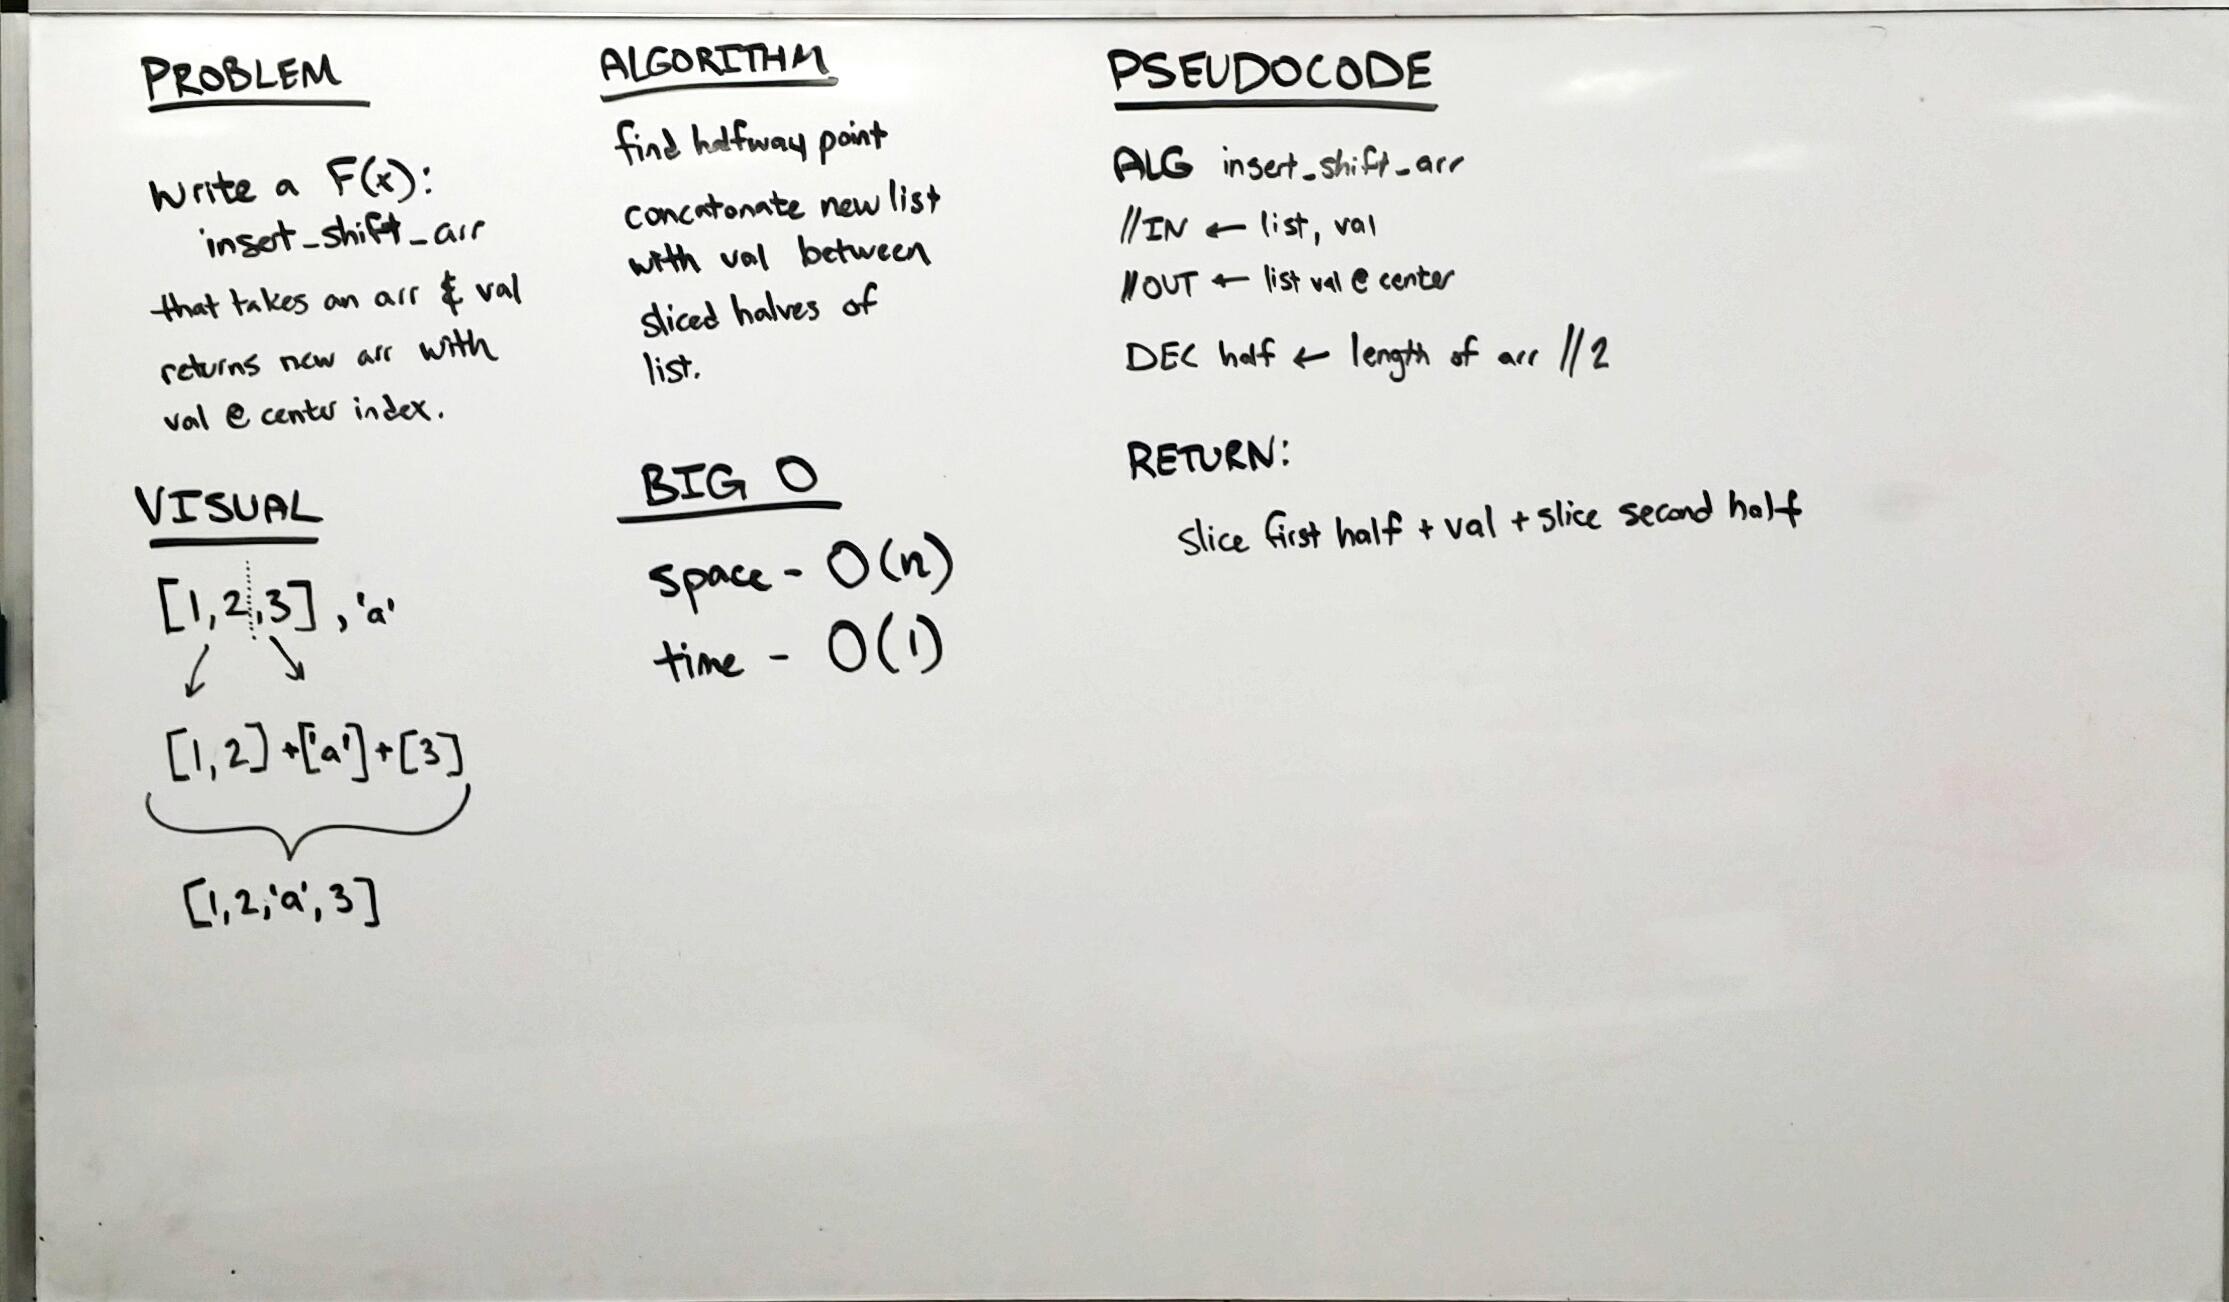 PROBLEM
Write a F(x):
insert_shift_arr
that takes an arr & val
returns new arr with
val @ center index.
VISUAL
[1,2,3], 'a'
[1,2]+['a']+[3]
[1,2,'a',3]
ALGORITHM
find halfway point
concatonate new list
with val between
sliced halves of
list.
BIG O
space - O(n)
time - O(1)
PSEUDOCODE
ALG insert_shift_arr
//IN ← list, val
//OUT ← list val @ center
DEC half ← length of arr //2
RETURN:
slice first half + val + slice second half